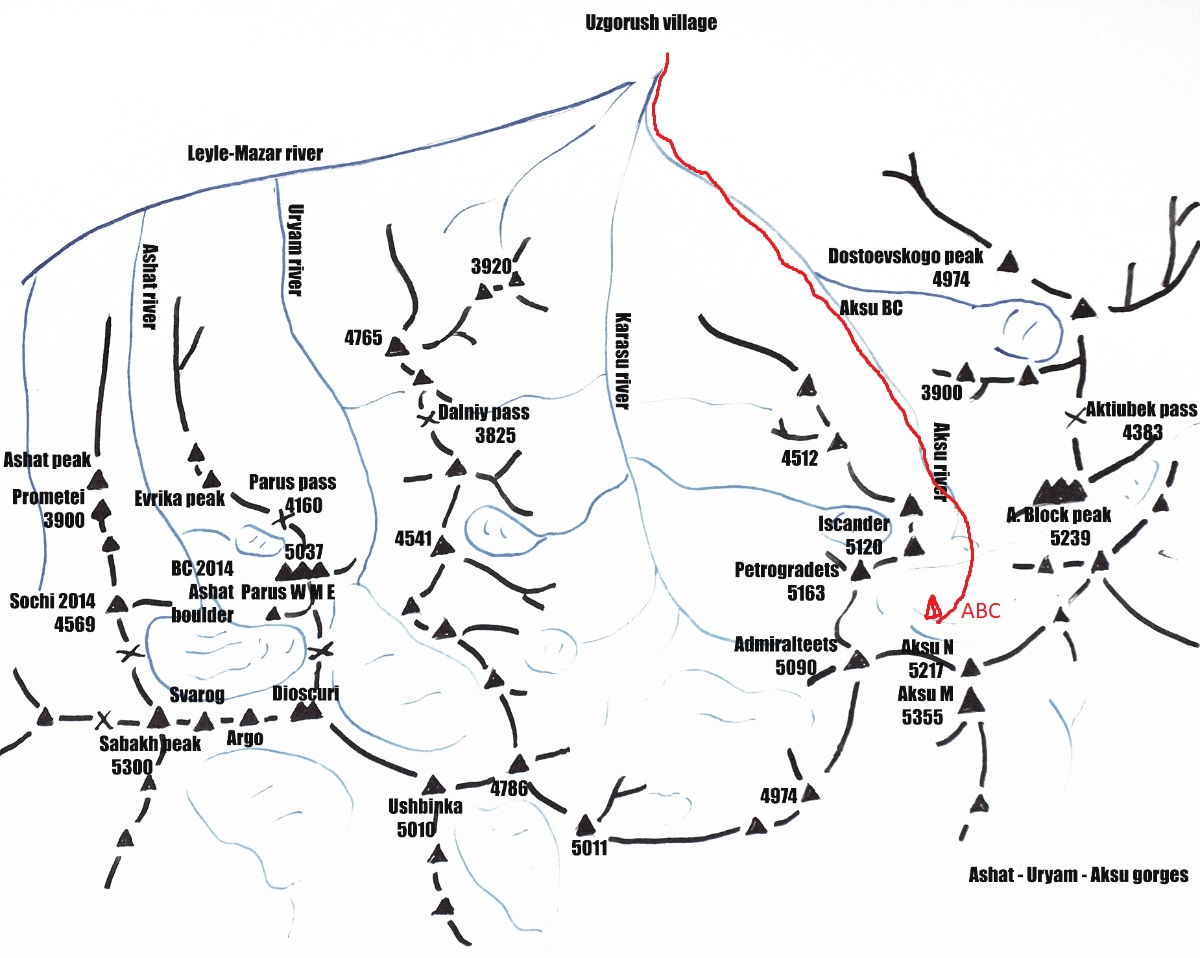 Uzgorush village
Leyle-Mazar river
Ashat river
Uryam river
Karasu river
Aksu river
3920
Dostoevskogo peak
4974
Aksu BC
4765
Dalniy pass
3825
3900
Aktiubek pass
4383
4512
Ashat peak
Prometei
3900
Evrika peak
Parus pass
4160
4541
Iscander
5120
A. Block peak
5239
5037
BC 2014
Ashat
boulder
Parus W M E
Petrogradets
5163
Sochi 2014
4569
ABC
Admiralteets
5090
Aksu N
5217
Aksu M
5355
Svarog
Dioscuri
Sabakh peak
5300
Argo
4786
Ushbinka
5010
4974
5011
Ashat - Uryam - Aksu gorges